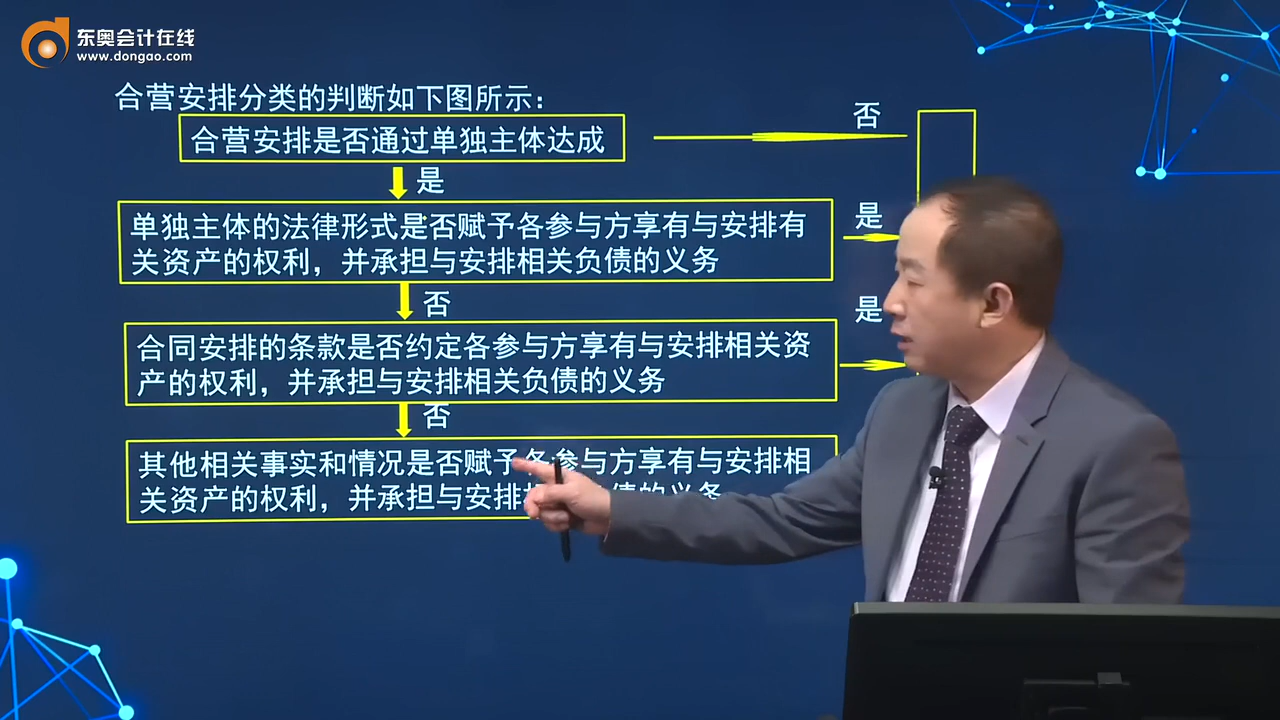 东奥会计在线
www.dongao.com
合营安排分类的判断如下图所示：
合营安排是否通过单独主体达成
否
是
单独主体的法律形式是否赋予各参与方享有与安排有
关资产的权利，并承担与安排相关负债的义务
是
否
合同安排的条款是否约定各参与方享有与安排相关资
产的权利，并承担与安排相关负债的义务
是
否
其他相关事实和情况是否赋予各参与方享有与安排相
关资产的权利，并承担与安排相负债的义务